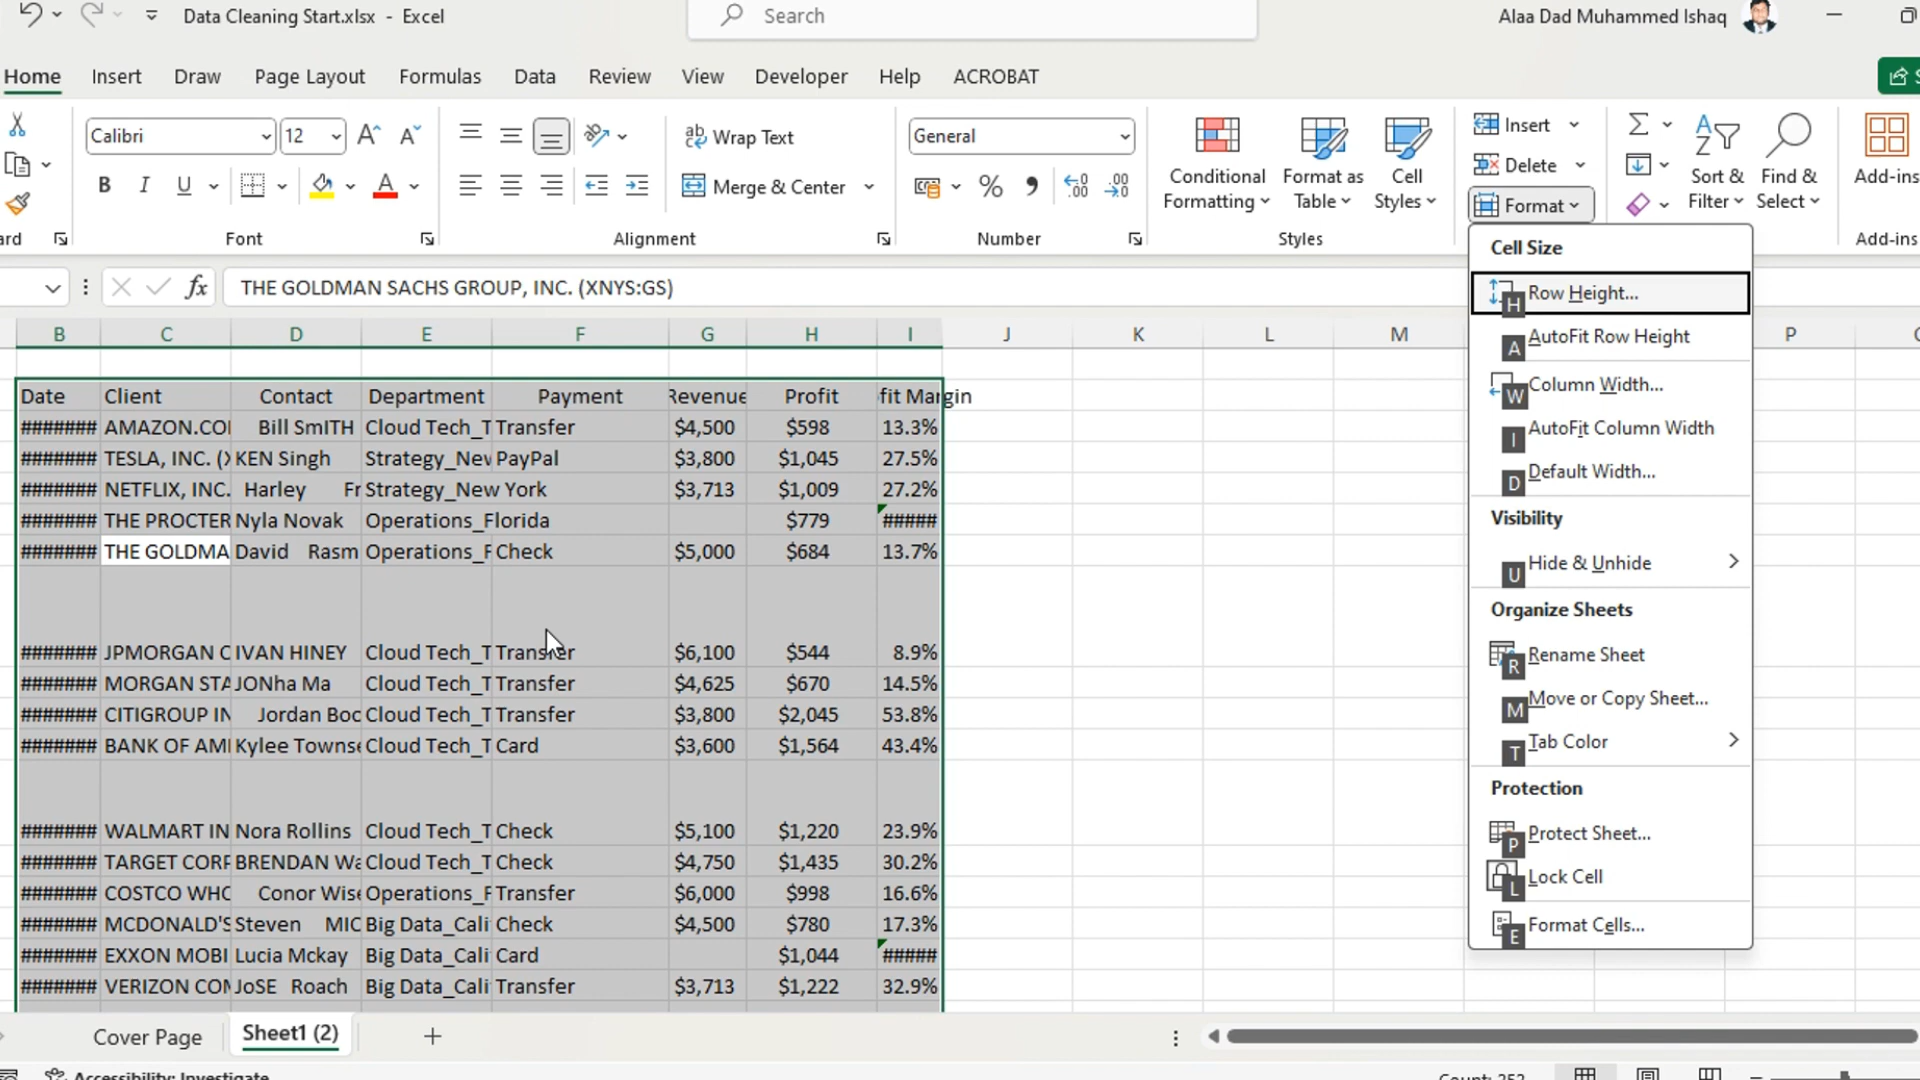 Data Cleaning Start.xlsx - Excel
Search
Alaa Dad Muhammed Ishaq
Home Insert Draw Page Layout Formulas Data Review View Developer Help ACROBAT
Calibri 12
Wrap Text
General
Insert
Delete
Format
B I U
Merge & Center
Conditional Formatting
Format as Table
Cell Styles
Sort & Filter
Find & Select
Add-ins
Font Alignment Number Styles Add-ins
fx THE GOLDMAN SACHS GROUP, INC. (XNYS:GS)
B C D E F G H I J K L M P
Date Client Contact Department Payment Revenue Profit fit Margin
####### AMAZON.CO Bill SmITH Cloud Tech_T Transfer $4,500 $598 13.3%
####### TESLA, INC. (X KEN Singh Strategy_New PayPal $3,800 $1,045 27.5%
####### NETFLIX, INC. Harley Fr Strategy_New York $3,713 $1,009 27.2%
####### THE PROCTER Nyla Novak Operations_Florida $779 #####
####### THE GOLDMA David Rasm Operations_F Check $5,000 $684 13.7%
####### JPMORGAN C IVAN HINEY Cloud Tech_T Transfer $6,100 $544 8.9%
####### MORGAN STA JONha Ma Cloud Tech_T Transfer $4,625 $670 14.5%
####### CITIGROUP IN Jordan Boo Cloud Tech_T Transfer $3,800 $2,045 53.8%
####### BANK OF AM Kylee Townse Cloud Tech_T Card $3,600 $1,564 43.4%
####### WALMART IN Nora Rollins Cloud Tech_T Check $5,100 $1,220 23.9%
####### TARGET CORP BRENDAN Wa Cloud Tech_T Check $4,750 $1,435 30.2%
####### COSTCO WHO Conor Wise Operations_F Transfer $6,000 $998 16.6%
####### MCDONALD'S Steven MIC Big Data_Cali Check $4,500 $780 17.3%
####### EXXON MOBI Lucia Mckay Big Data_Cali Card $1,044 #####
####### VERIZON COM JoSE Roach Big Data_Cali Transfer $3,713 $1,222 32.9%
Cell Size
H Row Height...
A AutoFit Row Height
W Column Width...
I AutoFit Column Width
D Default Width...
Visibility
U Hide & Unhide
Organize Sheets
R Rename Sheet
M Move or Copy Sheet...
T Tab Color
Protection
P Protect Sheet...
L Lock Cell
E Format Cells...
Cover Page Sheet1 (2)
Accessibility: Investigate
Count: 252